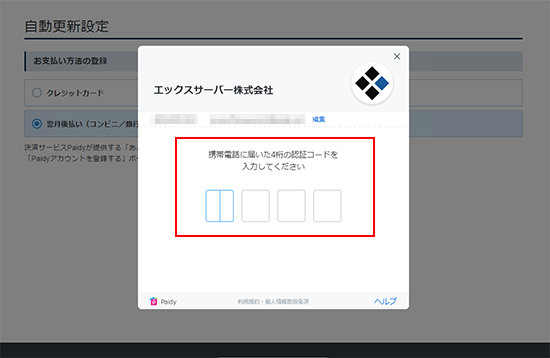 自動更新設定
お支払い方法の登録
クレジットカード
翌月後払い（コンビニ／銀行
決済サービスPaidyが提供する「あ
「Paidyアカウントを登録する」ボ
×
エックスサーバー株式会社
編集
携帯電話に届いた4桁の認証コードを
入力してください
Paidy
利用規約・個人情報取扱条項
ヘルプ